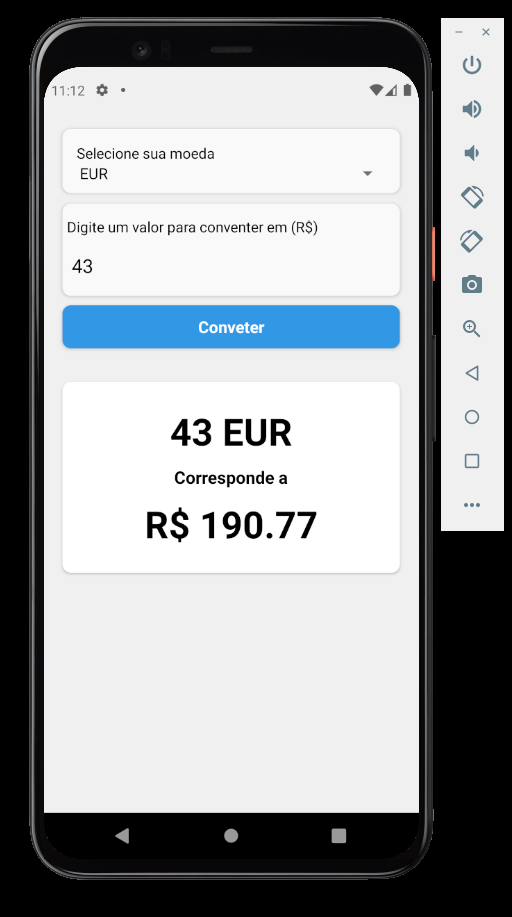 11:12
Selecione sua moeda
EUR
Digite um valor para conventer em (R$)
43
Conveter
43 EUR
Corresponde a
R$ 190.77